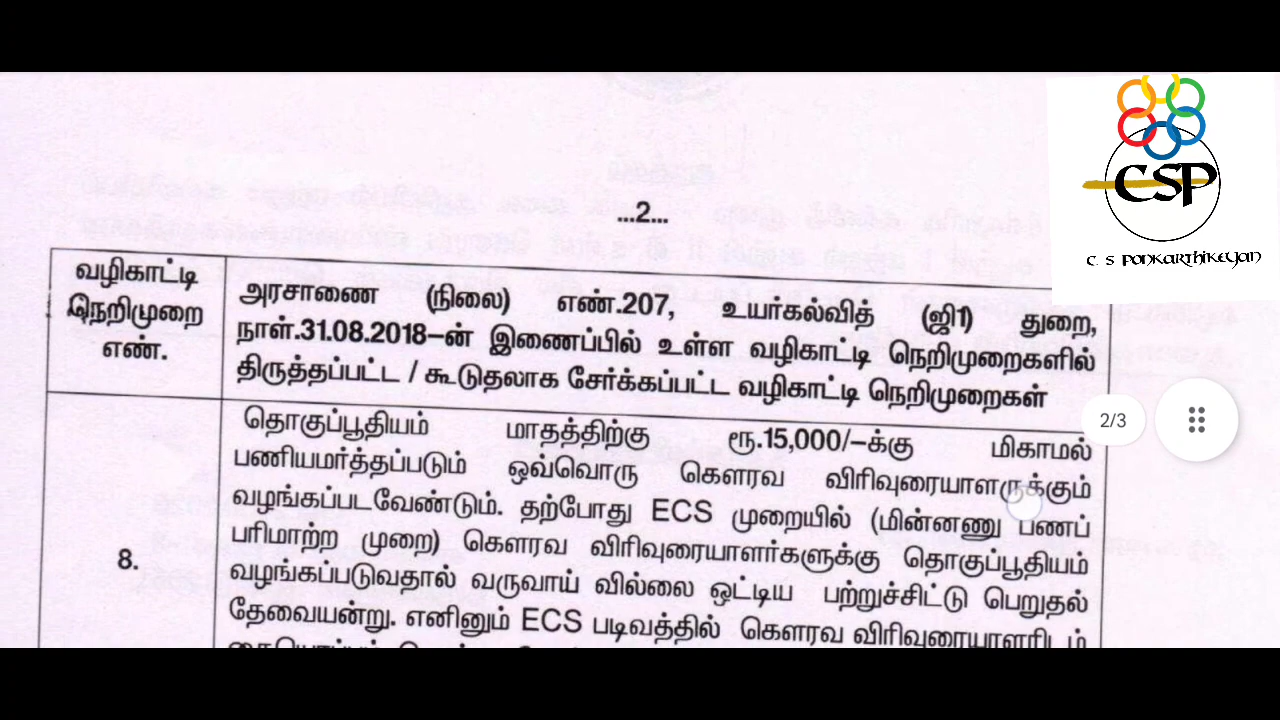 ...2...
வழிகாட்டி
நெறிமுறை
எண்.
அரசாணை (நிலை) எண்.207, உயர்கல்வித் (ஜி1) துறை,
நாள்.31.08.2018–ன் இணைப்பில் உள்ள வழிகாட்டி நெறிமுறைகளில்
திருத்தப்பட்ட / கூடுதலாக சேர்க்கப்பட்ட வழிகாட்டி நெறிமுறைகள்
8.
தொகுப்பூதியம் மாதத்திற்கு ரூ.15,000/–க்கு மிகாமல்
பணியமர்த்தப்படும் ஒவ்வொரு கௌரவ விரிவுரையாளருக்கும்
வழங்கப்படவேண்டும். தற்போது ECS முறையில் (மின்னணு பணப்
பரிமாற்ற முறை) கௌரவ விரிவுரையாளர்களுக்கு தொகுப்பூதியம்
வழங்கப்படுவதால் வருவாய் வில்லை ஒட்டிய பற்றுச்சிட்டு பெறுதல்
தேவையன்று. எனினும் ECS படிவத்தில் கௌரவ விரிவுரையாளரிடம்
CSP
C. S PONKARTHIKEYAN
2/3